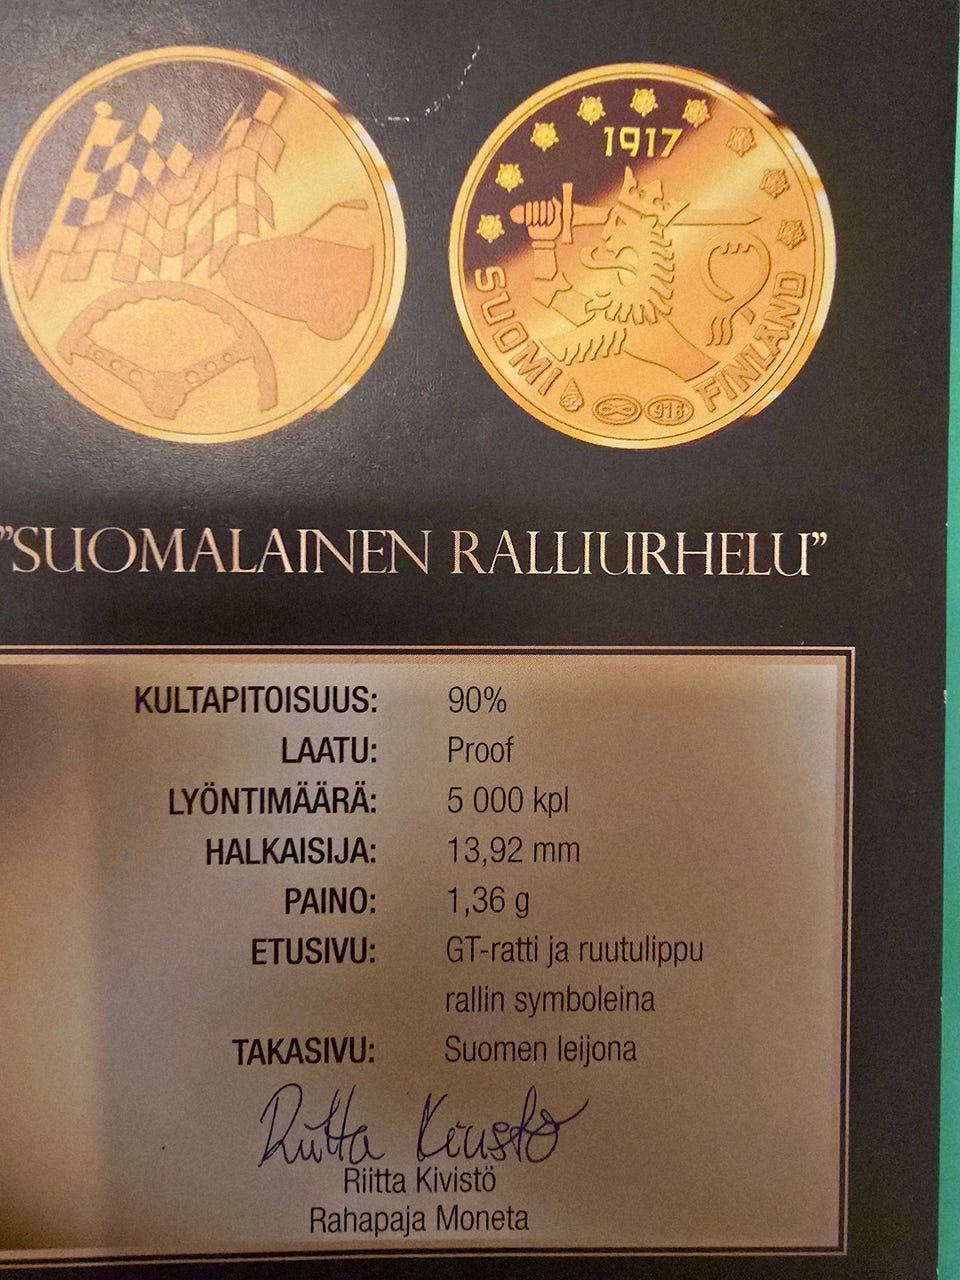 1917
SUOMI
916
FINLAND
"SUOMALAINEN RALLIURHELU"
KULTAPITOISUUS: 90%
LAATU: Proof
LYÖNTIMÄÄRÄ: 5 000 kpl
HALKAISIJA: 13,92 mm
PAINO: 1,36 g
ETUSIVU: GT-ratti ja ruutulippu
rallin symboleina
TAKASIVU: Suomen leijona
Riitta Kivistö
Riitta Kivistö
Rahapaja Moneta